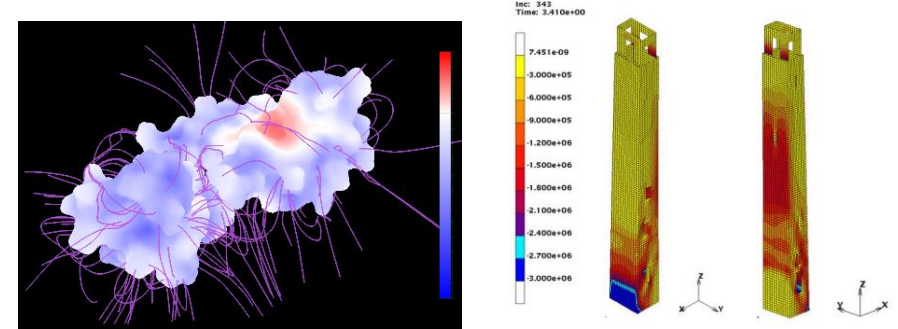 Inc: 343
Time: 3.410e+00
7.451e-09
-3.000e+05
-6.000e+05
-9.000e+05
-1.200e+06
-1.500e+06
-1.800e+06
-2.100e+06
-2.400e+06
-2.700e+06
-3.000e+06
Z
X
Y
Z
Y
X